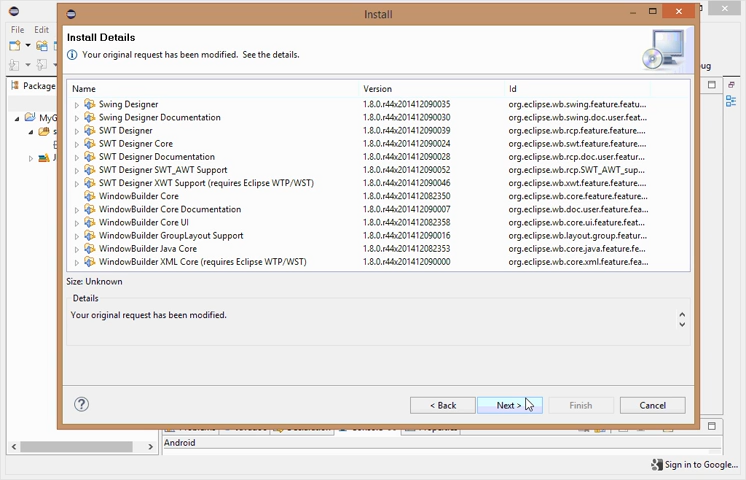 Install
File Edit
Install Details
Your original request has been modified. See the details.
Name Version Id
Swing Designer 1.8.0.r44x201412090035 org.eclipse.wb.swing.feature.featu...
Swing Designer Documentation 1.8.0.r44x201412090030 org.eclipse.wb.swing.doc.user.feat...
SWT Designer 1.8.0.r44x201412090039 org.eclipse.wb.rcp.feature.feature....
SWT Designer Core 1.8.0.r44x201412090024 org.eclipse.wb.swt.feature.feature....
SWT Designer Documentation 1.8.0.r44x201412090028 org.eclipse.wb.rcp.doc.user.featur...
SWT Designer SWT_AWT Support 1.8.0.r44x201412090052 org.eclipse.wb.rcp.SWT_AWT_sup...
SWT Designer XWT Support (requires Eclipse WTP/WST) 1.8.0.r44x201412090046 org.eclipse.wb.xwt.feature.feature....
WindowBuilder Core 1.8.0.r44x201412082350 org.eclipse.wb.core.feature.feature...
WindowBuilder Core Documentation 1.8.0.r44x201412090007 org.eclipse.wb.doc.user.feature.fea...
WindowBuilder Core UI 1.8.0.r44x201412082358 org.eclipse.wb.core.ui.feature.featu...
WindowBuilder GroupLayout Support 1.8.0.r44x201412090016 org.eclipse.wb.layout.group.featur...
WindowBuilder Java Core 1.8.0.r44x201412082353 org.eclipse.wb.core.java.feature.fe...
WindowBuilder XML Core (requires Eclipse WTP/WST) 1.8.0.r44x201412090000 org.eclipse.wb.core.xml.feature.fea...
Package
MyG
Size: Unknown
Details
Your original request has been modified.
< Back Next > Finish Cancel
Android
Sign in to Google...